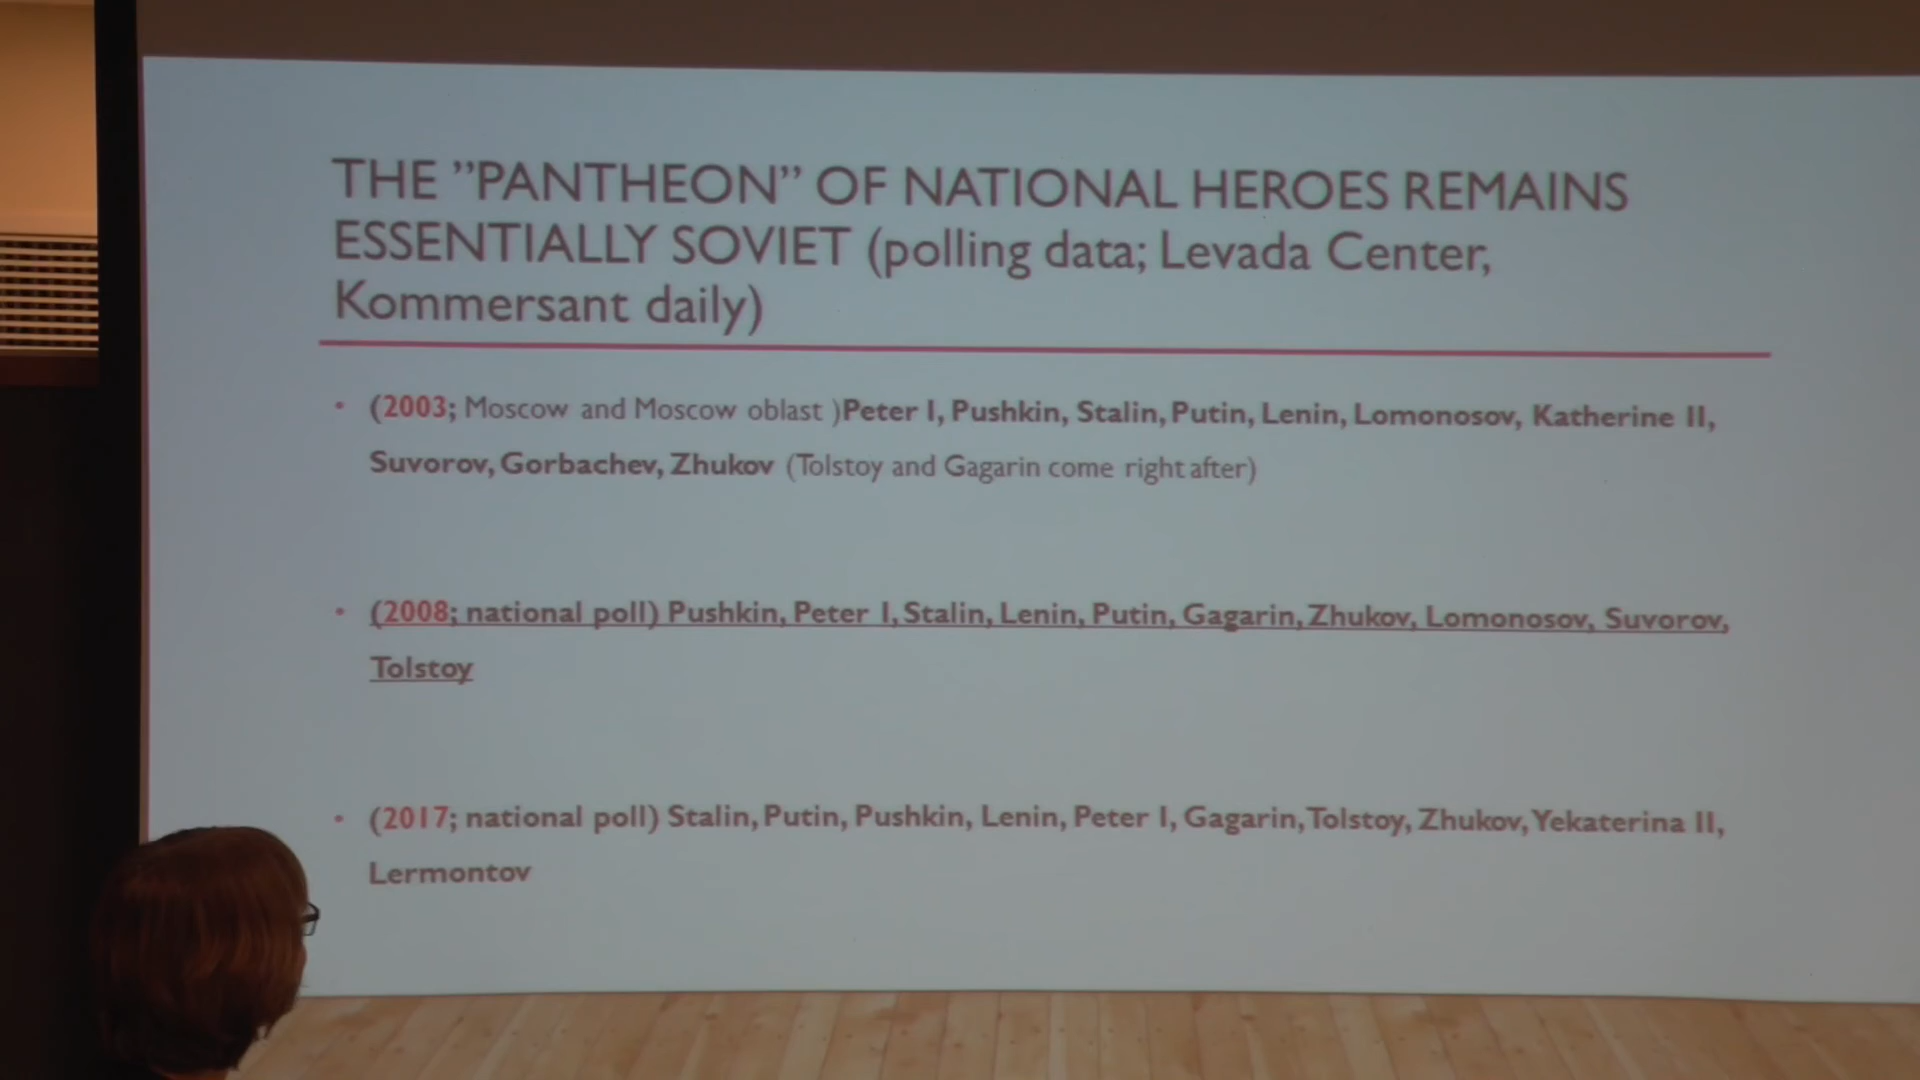 THE ”PANTHEON” OF NATIONAL HEROES REMAINS
ESSENTIALLY SOVIET (polling data; Levada Center,
Kommersant daily)
• (2003; Moscow and Moscow oblast )Peter I, Pushkin, Stalin, Putin, Lenin, Lomonosov, Katherine II,
Suvorov, Gorbachev, Zhukov (Tolstoy and Gagarin come right after)
• (2008; national poll) Pushkin, Peter I, Stalin, Lenin, Putin, Gagarin, Zhukov, Lomonosov, Suvorov,
Tolstoy
• (2017; national poll) Stalin, Putin, Pushkin, Lenin, Peter I, Gagarin, Tolstoy, Zhukov, Yekaterina II,
Lermontov